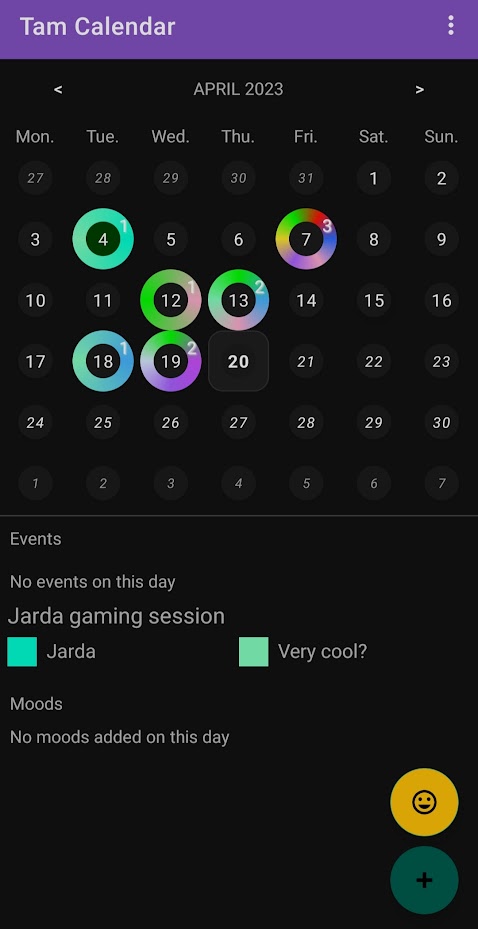 Tam Calendar
< APRIL 2023 >
Mon. Tue. Wed. Thu. Fri. Sat. Sun.
27 28 29 30 31 1 2
3 4 1 5 6 7 3 8 9
10 11 12 1 13 2 14 15 16
17 18 1 19 2 20 21 22 23
24 25 26 27 28 29 30
1 2 3 4 5 6 7
Events
No events on this day
Jarda gaming session
Jarda Very cool?
Moods
No moods added on this day
+